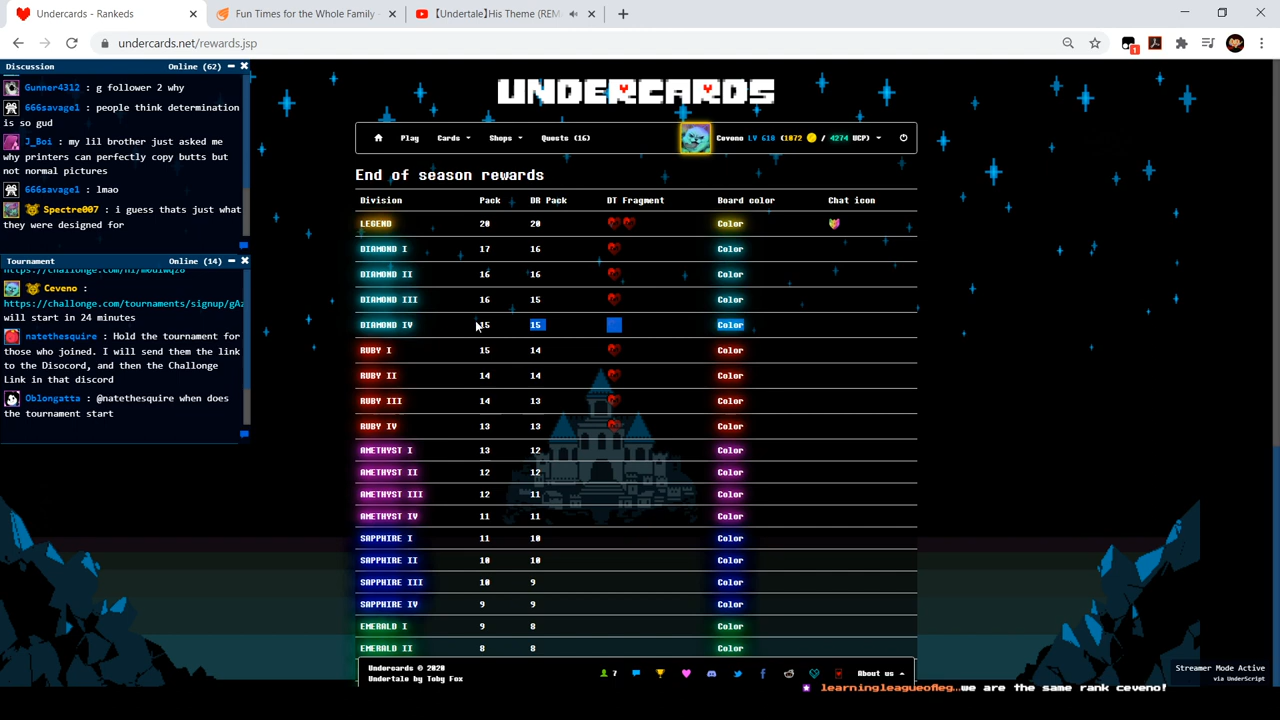 Undercards - Rankeds
Fun Times for the Whole Family -
【Undertale】His Theme (REM
undercards.net/rewards.jsp
1
Discussion Online (62)
Gunner4312 : g follower 2 why
666savage1 : people think determination
is so gud
J_Boi : my lil brother just asked me
why printers can perfectly copy butts but
not normal pictures
666savage1 : lmao
Spectre007 : i guess thats just what
they were designed for
Tournament Online (14)
Ceveno :
https://challonge.com/tournaments/signup/gA
will start in 24 minutes
natethesquire : Hold the tournament for
those who joined. I will send them the link
to the Disocord, and then the Challonge
Link in that discord
Oblongatta : @natethesquire when does
the tournament start
UNDERCARDS
Play Cards Shops Quests (16) Ceveno LV 618 (1072 / 4274 UCP)
End of season rewards
Division Pack DR Pack DT Fragment Board color Chat icon
LEGEND 20 20 Color
DIAMOND I 17 16 Color
DIAMOND II 16 16 Color
DIAMOND III 16 15 Color
DIAMOND IV 15 15 Color
RUBY I 15 14 Color
RUBY II 14 14 Color
RUBY III 14 13 Color
RUBY IV 13 13 Color
AMETHYST I 13 12 Color
AMETHYST II 12 12 Color
AMETHYST III 12 11 Color
AMETHYST IV 11 11 Color
SAPPHIRE I 11 10 Color
SAPPHIRE II 10 10 Color
SAPPHIRE III 10 9 Color
SAPPHIRE IV 9 9 Color
EMERALD I 9 8 Color
EMERALD II 8 8 Color
Undercards © 2020
Undertale by Toby Fox
7
About us
Streamer Mode Active
via UnderScript
learningleagueofleg...we are the same rank ceveno!